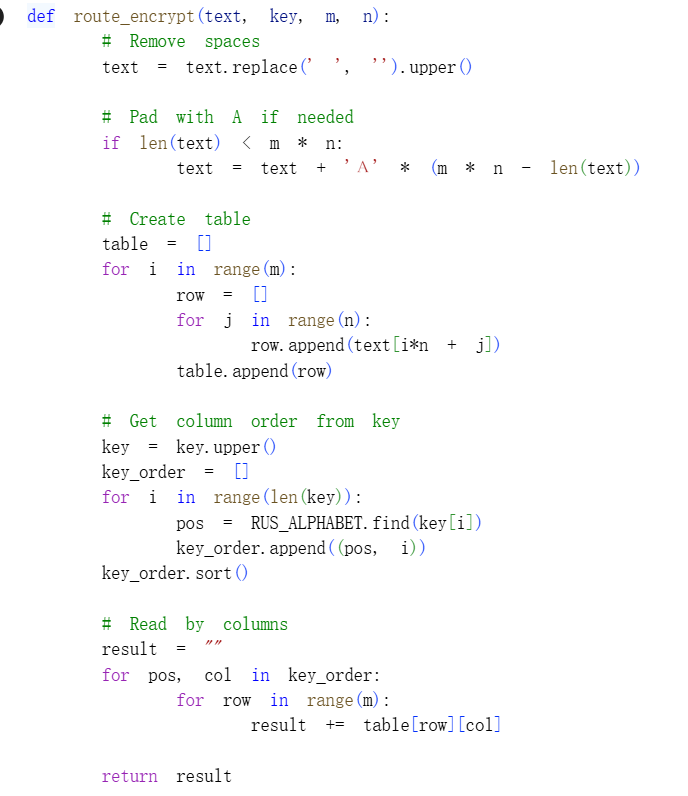 def route_encrypt(text, key, m, n):
    # Remove spaces
    text = text.replace(' ', '').upper()

    # Pad with A if needed
    if len(text) < m * n:
        text = text + 'А' * (m * n - len(text))

    # Create table
    table = []
    for i in range(m):
        row = []
        for j in range(n):
            row.append(text[i*n + j])
        table.append(row)

    # Get column order from key
    key = key.upper()
    key_order = []
    for i in range(len(key)):
        pos = RUS_ALPHABET.find(key[i])
        key_order.append((pos, i))
    key_order.sort()

    # Read by columns
    result = ""
    for pos, col in key_order:
        for row in range(m):
            result += table[row][col]

    return result